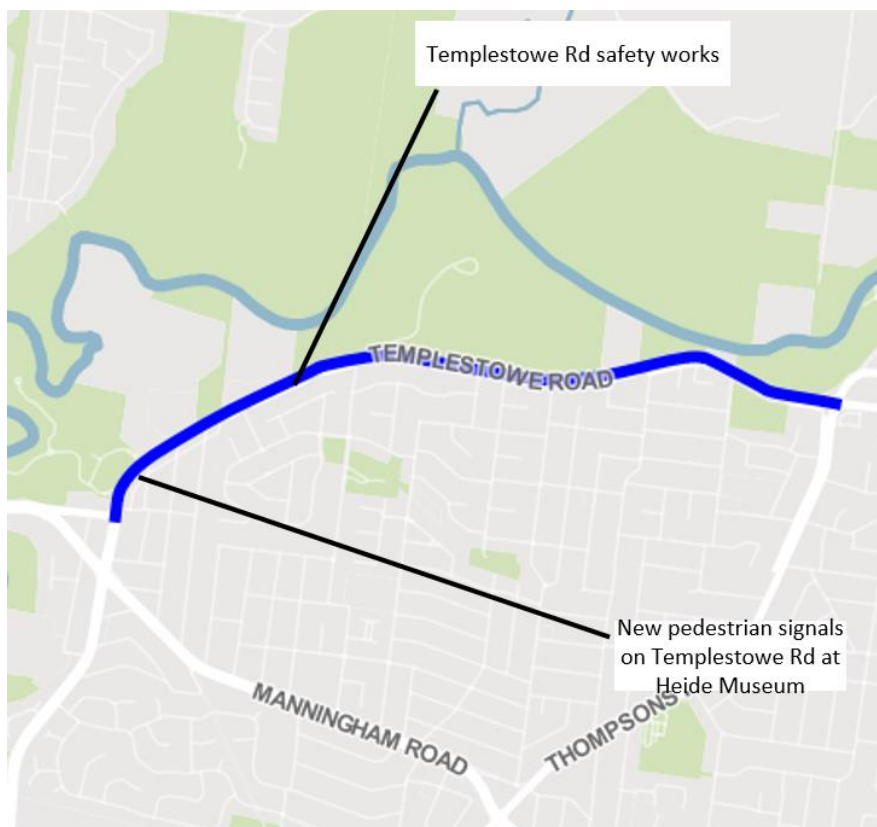 Templestowe Rd safety works
TEMPLESTOWE ROAD
New pedestrian signals
on Templestowe Rd at
Heide Museum
MANNINGHAM ROAD
THOMPSONS